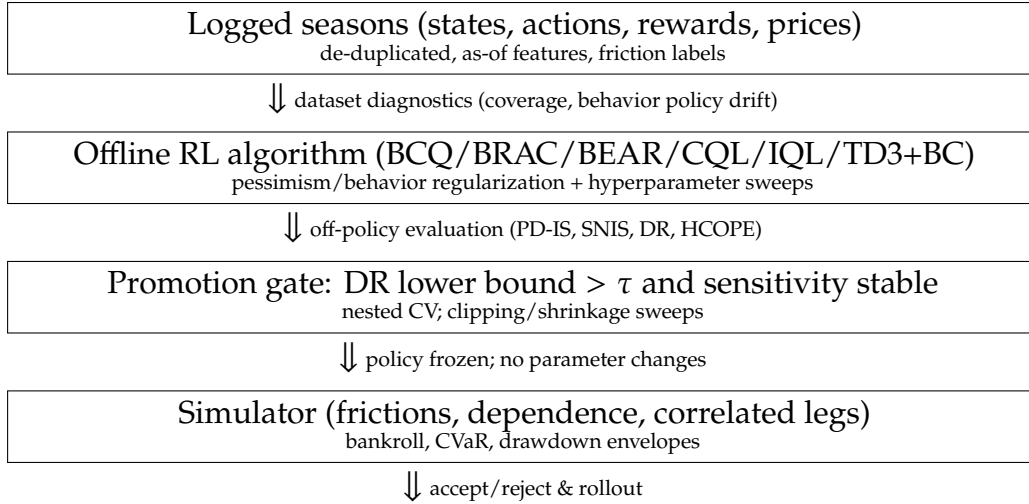 Logged seasons (states, actions, rewards, prices)
de-duplicated, as-of features, friction labels
⇓ dataset diagnostics (coverage, behavior policy drift)
Offline RL algorithm (BCQ/BRAC/BEAR/CQL/IQL/TD3+BC)
pessimism/behavior regularization + hyperparameter sweeps
⇓ off-policy evaluation (PD-IS, SNIS, DR, HCOPE)
Promotion gate: DR lower bound > τ and sensitivity stable
nested CV; clipping/shrinkage sweeps
⇓ policy frozen; no parameter changes
Simulator (frictions, dependence, correlated legs)
bankroll, CVaR, drawdown envelopes
⇓ accept/reject & rollout